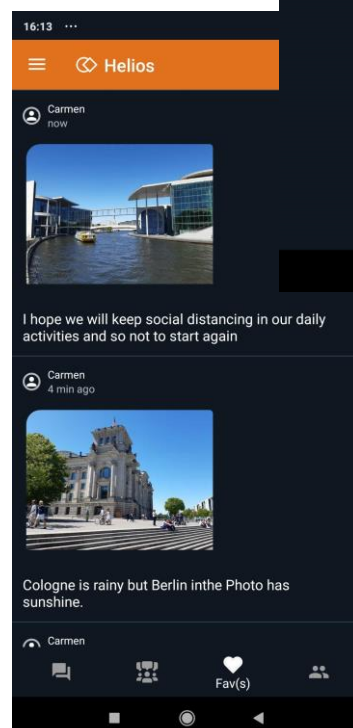 16:13 ...
Helios
Carmen
now
I hope we will keep social distancing in our daily
activities and so not to start again
Carmen
4 min ago
Cologne is rainy but Berlin inthe Photo has
sunshine.
Carmen
Fav(s)